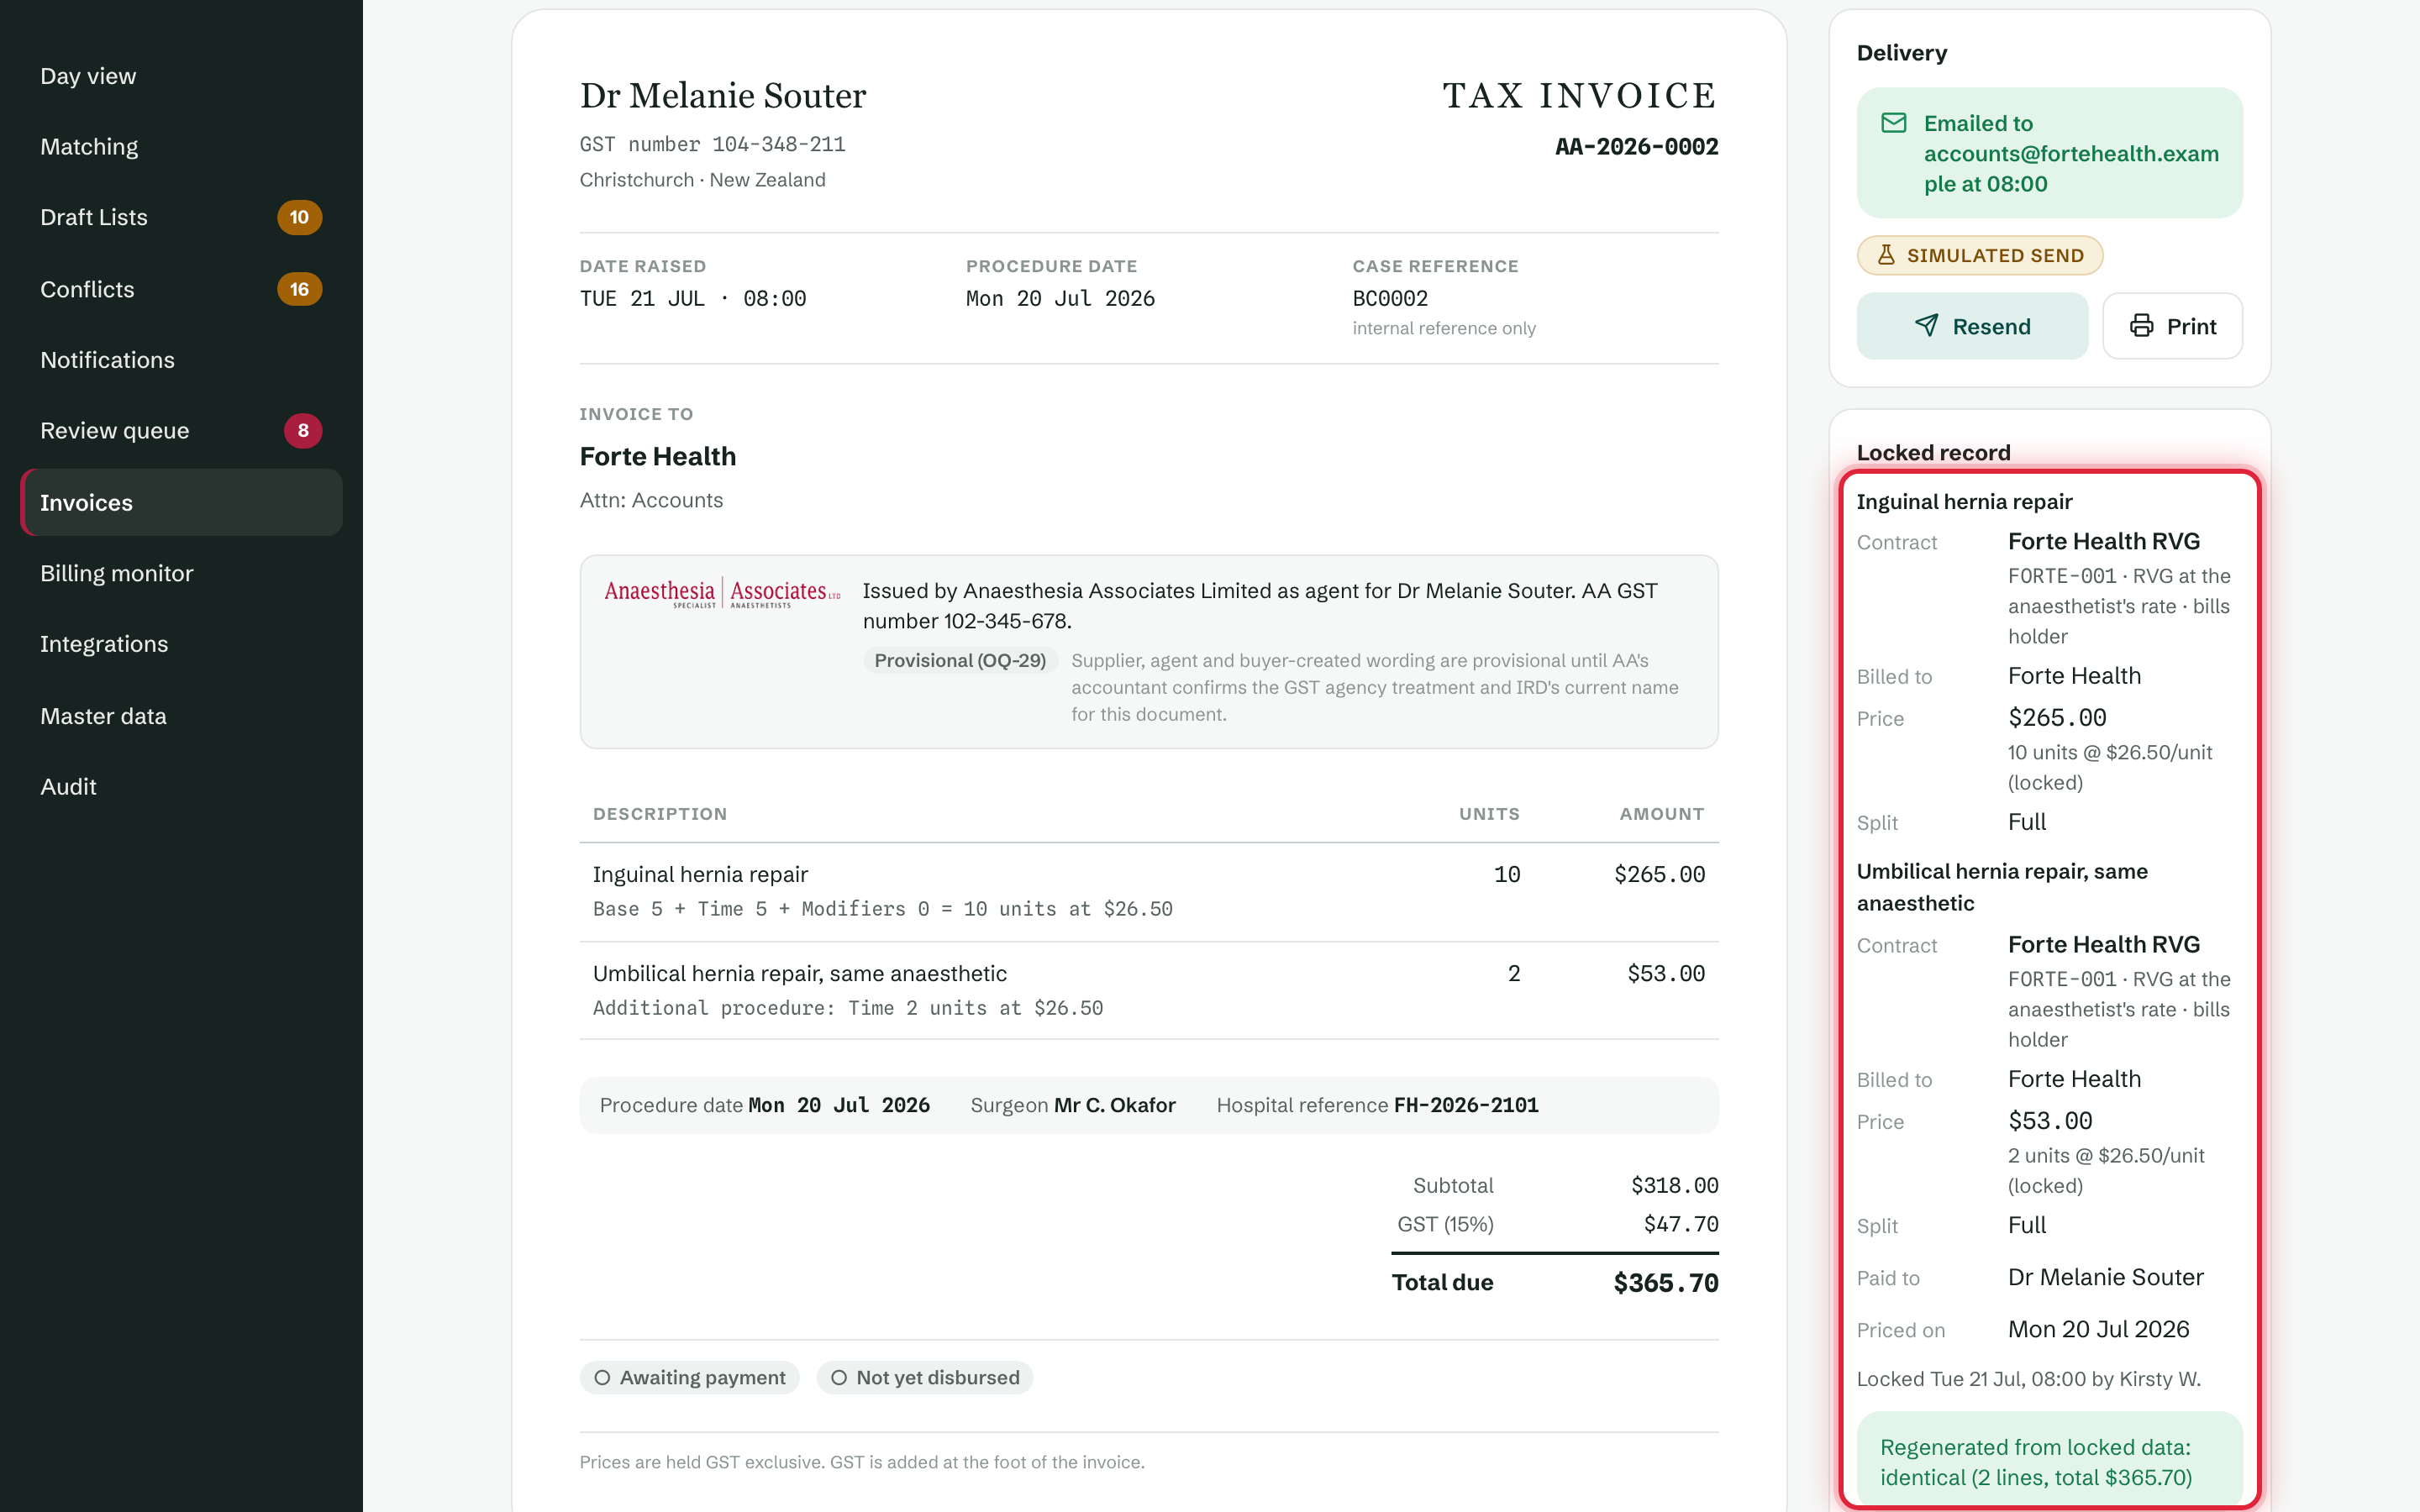 Day view
Matching
Draft Lists 10
Conflicts 16
Notifications
Review queue 8
Invoices
Billing monitor
Integrations
Master data
Audit
Dr Melanie Souter
GST number 104-348-211
Christchurch · New Zealand
TAX INVOICE
AA-2026-0002
DATE RAISED
TUE 21 JUL · 08:00
PROCEDURE DATE
Mon 20 Jul 2026
CASE REFERENCE
BC0002
internal reference only
INVOICE TO
Forte Health
Attn: Accounts
Anaesthesia Associates LTD
SPECIALIST ANAESTHETISTS
Issued by Anaesthesia Associates Limited as agent for Dr Melanie Souter. AA GST
number 102-345-678.
Provisional (OQ-29)
Supplier, agent and buyer-created wording are provisional until AA's
accountant confirms the GST agency treatment and IRD's current name
for this document.
DESCRIPTION UNITS AMOUNT
Inguinal hernia repair 10 $265.00
Base 5 + Time 5 + Modifiers 0 = 10 units at $26.50
Umbilical hernia repair, same anaesthetic 2 $53.00
Additional procedure: Time 2 units at $26.50
Procedure date Mon 20 Jul 2026 Surgeon Mr C. Okafor Hospital reference FH-2026-2101
Subtotal $318.00
GST (15%) $47.70
Total due $365.70
Awaiting payment Not yet disbursed
Prices are held GST exclusive. GST is added at the foot of the invoice.
Delivery
Emailed to
accounts@fortehealth.exam
ple at 08:00
SIMULATED SEND
Resend Print
Locked record
Inguinal hernia repair
Contract Forte Health RVG
FORTE-001 · RVG at the
anaesthetist's rate · bills
holder
Billed to Forte Health
Price $265.00
10 units @ $26.50/unit
(locked)
Split Full
Umbilical hernia repair, same
anaesthetic
Contract Forte Health RVG
FORTE-001 · RVG at the
anaesthetist's rate · bills
holder
Billed to Forte Health
Price $53.00
2 units @ $26.50/unit
(locked)
Split Full
Paid to Dr Melanie Souter
Priced on Mon 20 Jul 2026
Locked Tue 21 Jul, 08:00 by Kirsty W.
Regenerated from locked data:
identical (2 lines, total $365.70)